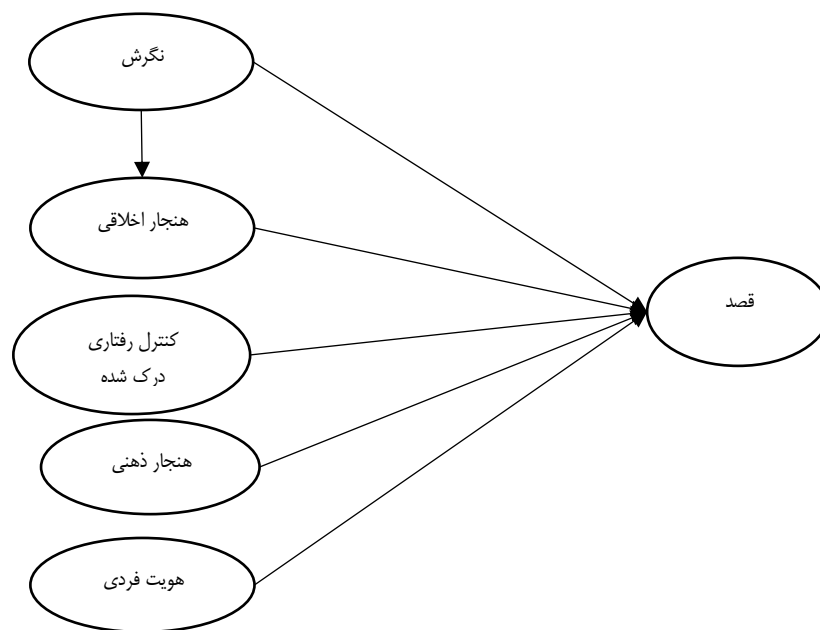 نگرش
هنجار اخلاقی
قصد
کنترل رفتاری
درک شده
هنجار ذهنی
هویت فردی